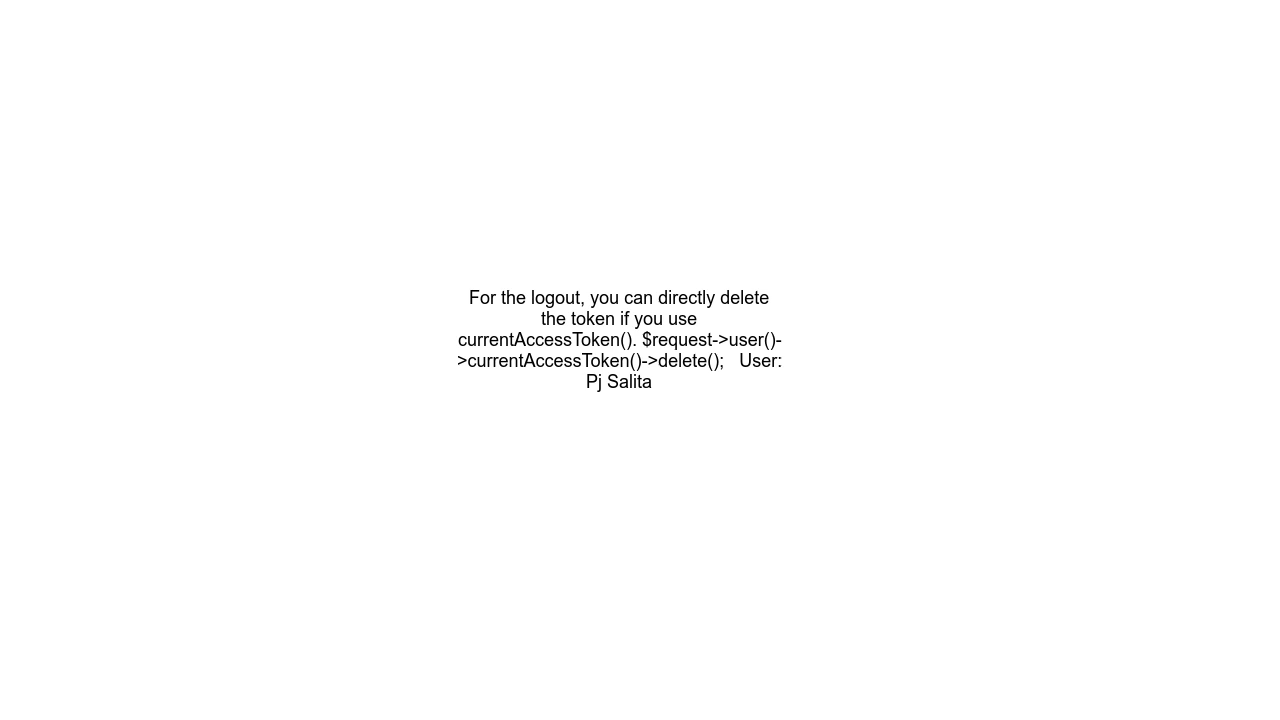 For the logout, you can directly delete
the token if you use
currentAccessToken(). $request->user()-
>currentAccessToken()->delete();   User:
Pj Salita